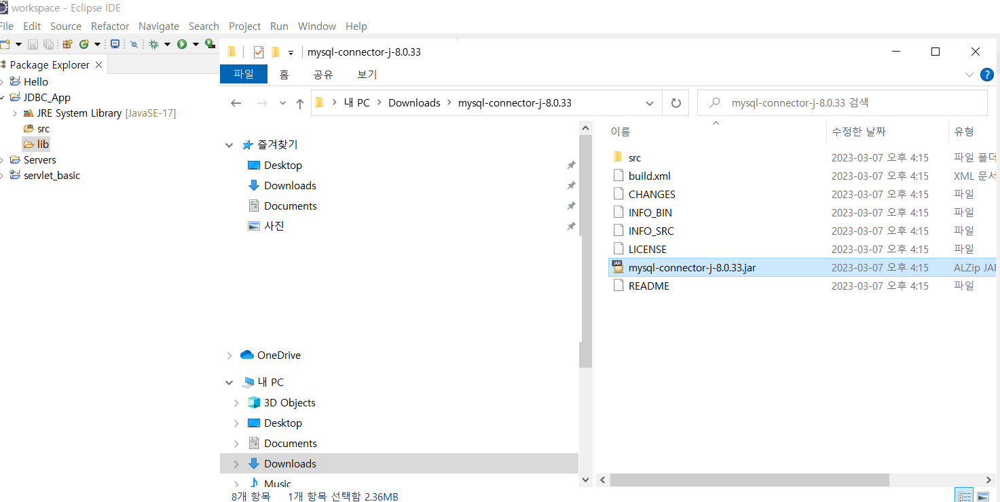 workspace - Eclipse IDE
File Edit Source Refactor Navigate Search Project Run Window Help
mysql-connector-j-8.0.33
Package Explorer
파일 홈 공유 보기
내 PC Downloads mysql-connector-j-8.0.33
mysql-connector-j-8.0.33 검색
Hello
JDBC_App
JRE System Library [JavaSE-17]
src
lib
Servers
servlet_basic
즐겨찾기
Desktop
Downloads
Documents
사진
OneDrive
내 PC
3D Objects
Desktop
Documents
Downloads
Music
이름 수정한 날짜 유형
src 2023-03-07 오후 4:15 파일 폴더
build.xml 2023-03-07 오후 4:15 XML 문서
CHANGES 2023-03-07 오후 4:15 파일
INFO_BIN 2023-03-07 오후 4:15 파일
INFO_SRC 2023-03-07 오후 4:15 파일
LICENSE 2023-03-07 오후 4:15 파일
mysql-connector-j-8.0.33.jar 2023-03-07 오후 4:15 ALZip JAR
README 2023-03-07 오후 4:15 파일
8개 항목 1개 항목 선택함 2.36MB